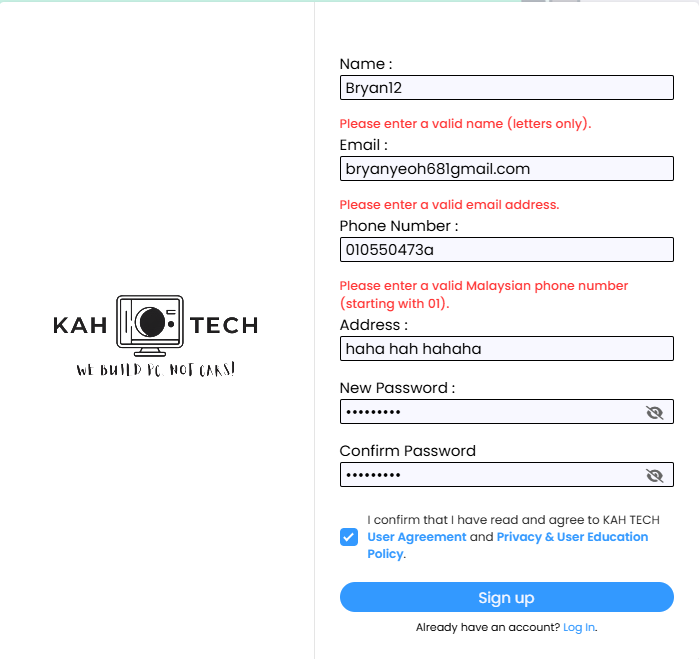 KAH TECH
WE BUILD PC, NOT CARS!
Name :
Bryan12
Please enter a valid name (letters only).
Email :
bryanyeoh681gmail.com
Please enter a valid email address.
Phone Number :
010550473a
Please enter a valid Malaysian phone number
(starting with 01).
Address :
haha hah hahaha
New Password :
•••••••••
Confirm Password
•••••••••
I confirm that I have read and agree to KAH TECH
User Agreement and Privacy & User Education
Policy.
Sign up
Already have an account? Log In.